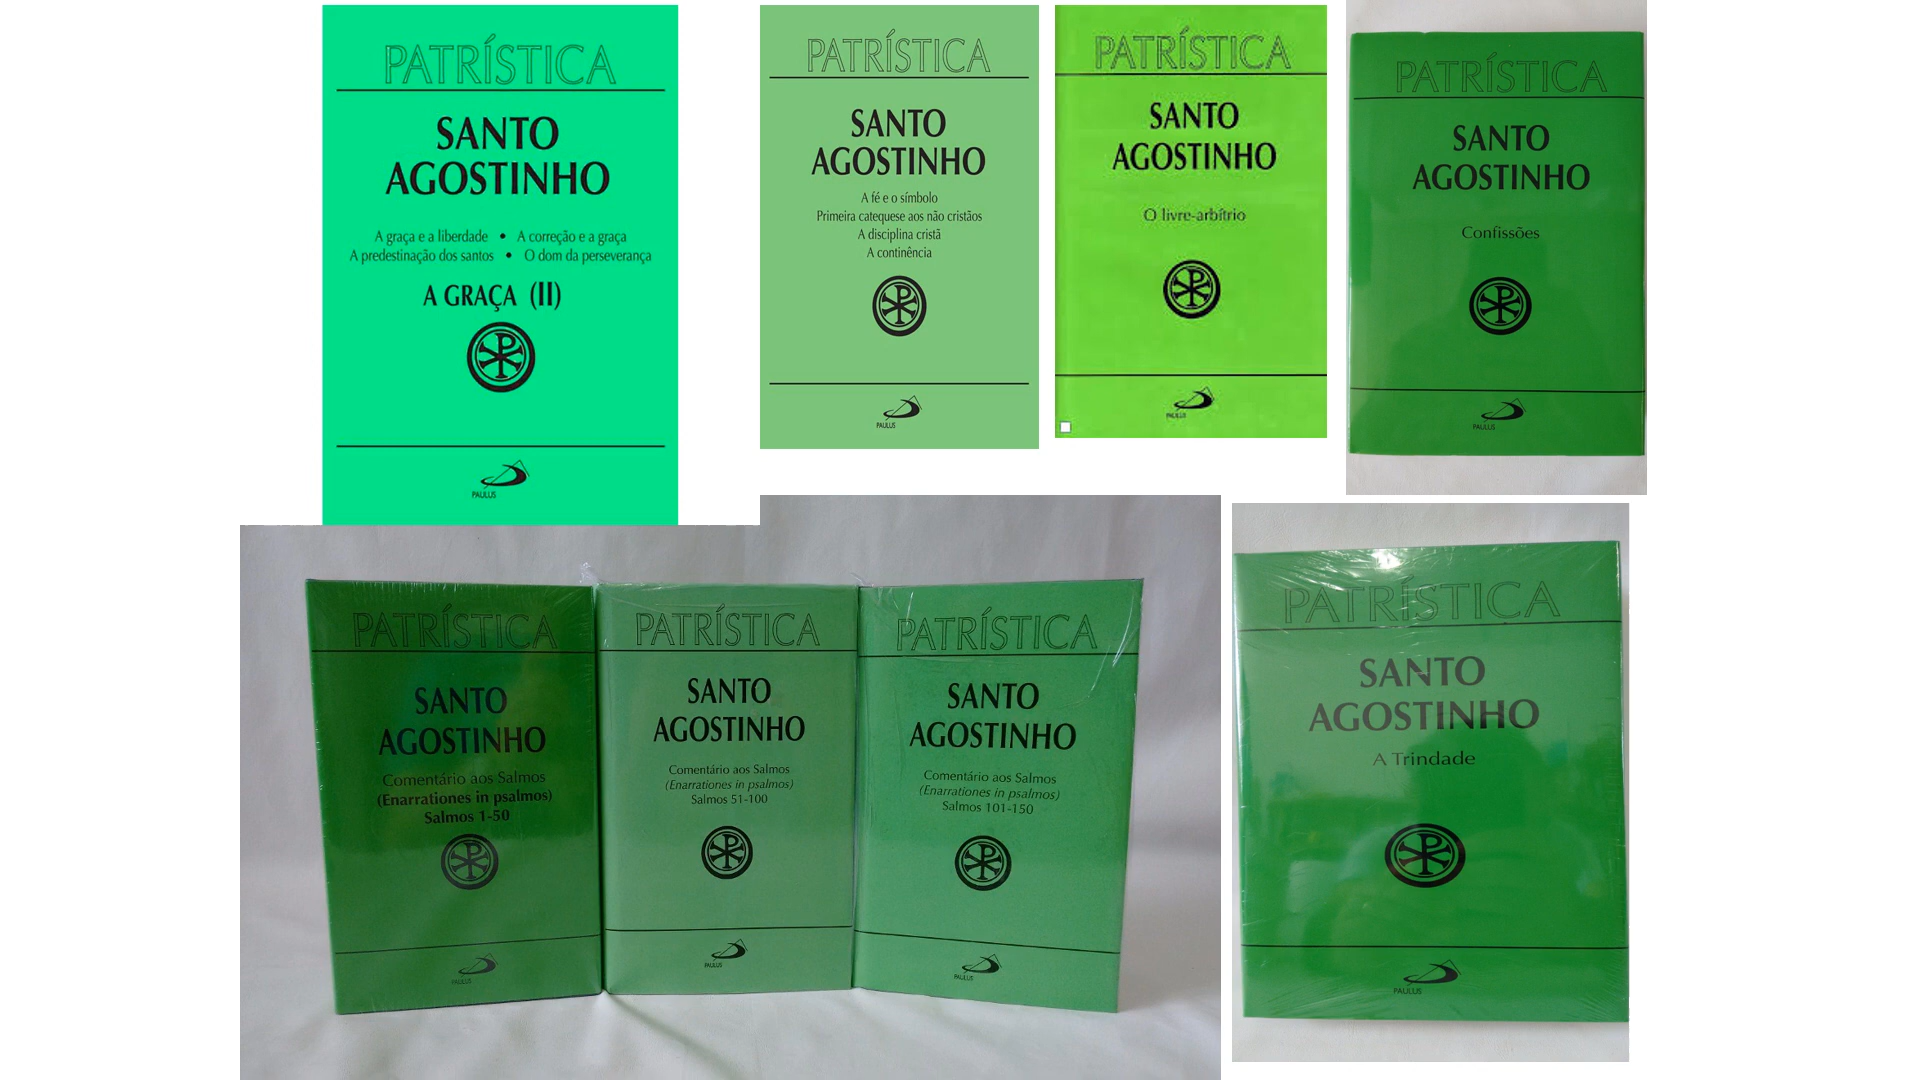 PATRÍSTICA
SANTO
AGOSTINHO
A graça e a liberdade • A correção e a graça
A predestinação dos santos • O dom da perseverança
A GRAÇA (II)
PAULUS
PATRÍSTICA
SANTO
AGOSTINHO
A fé e o símbolo
Primeira catequese aos não cristãos
A disciplina cristã
A continência
PAULUS
PATRÍSTICA
SANTO
AGOSTINHO
O livre-arbítrio
PAULUS
PATRÍSTICA
SANTO
AGOSTINHO
Confissões
PAULUS
PATRÍSTICA
SANTO
AGOSTINHO
Comentário aos Salmos
(Enarrationes in psalmos)
Salmos 1-50
PAULUS
PATRÍSTICA
SANTO
AGOSTINHO
Comentário aos Salmos
(Enarrationes in psalmos)
Salmos 51-100
PAULUS
PATRÍSTICA
SANTO
AGOSTINHO
Comentário aos Salmos
(Enarrationes in psalmos)
Salmos 101-150
PAULUS
PATRÍSTICA
SANTO
AGOSTINHO
A Trindade
PAULUS